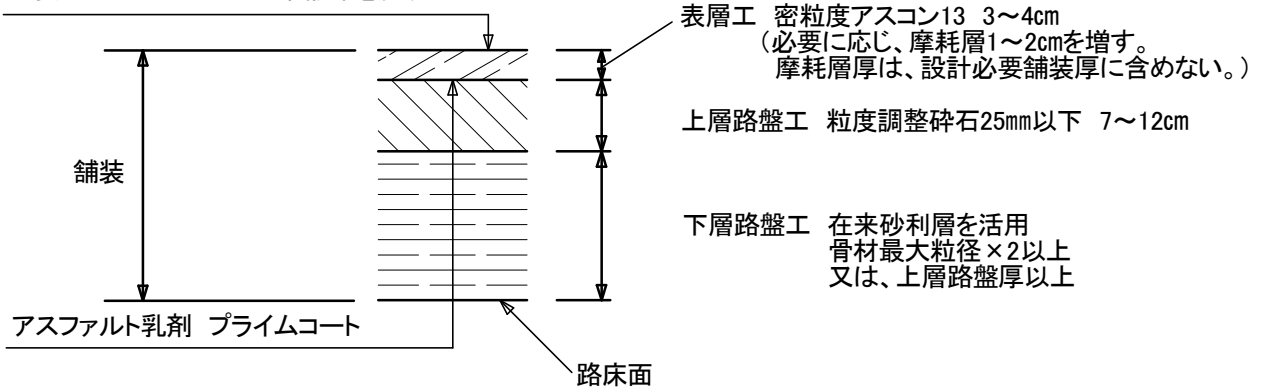 表層工 密粒度アスコン13 3～4cm
（必要に応じ、摩耗層1～2cmを増す。
摩耗層厚は、設計必要舗装厚に含めない。）
上層路盤工 粒度調整砕石25mm以下 7～12cm
舗装
下層路盤工 在来砂利層を活用
骨材最大粒径×2以上
又は、上層路盤厚以上
アスファルト乳剤 プライムコート
路床面